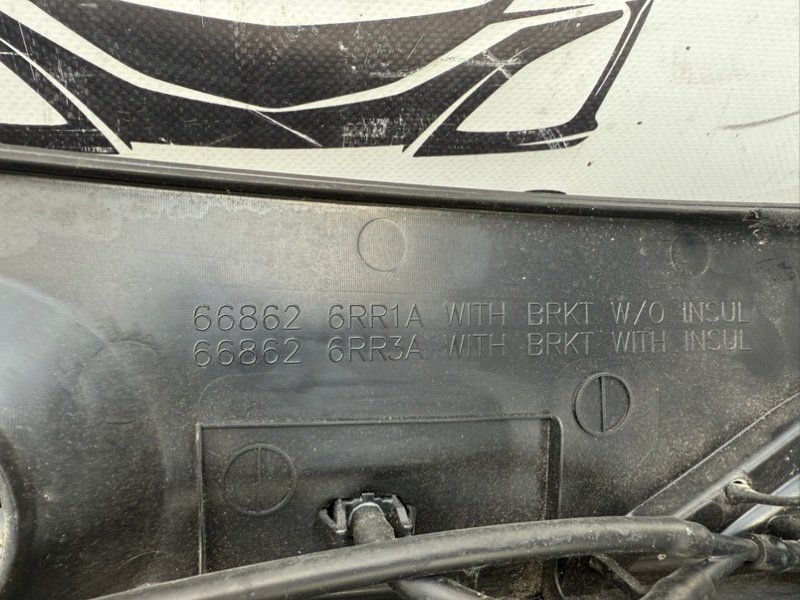 66862 6RR1A WITH BRKT W/O INSUL
66862 6RR3A WITH BRKT WITH INSUL